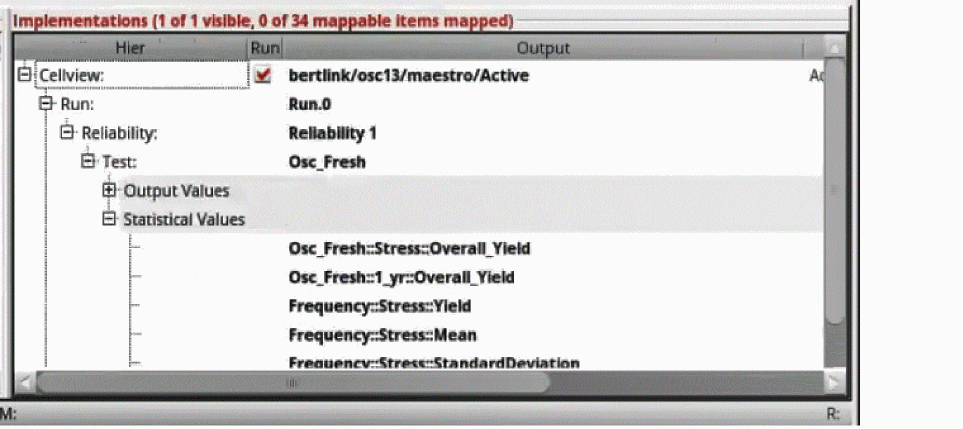 Implementations (1 of 1 visible, 0 of 34 mappable items mapped)
Hier Run Output
Cellview: bertlink/osc13/maestro/Active Ac
Run: Run.0
Reliability: Reliability 1
Test: Osc_Fresh
Output Values
Statistical Values
Osc_Fresh::Stress::Overall_Yield
Osc_Fresh::1_yr::Overall_Yield
Frequency::Stress::Yield
Frequency::Stress::Mean
Frequency::Stress::StandardDeviation
M: R: